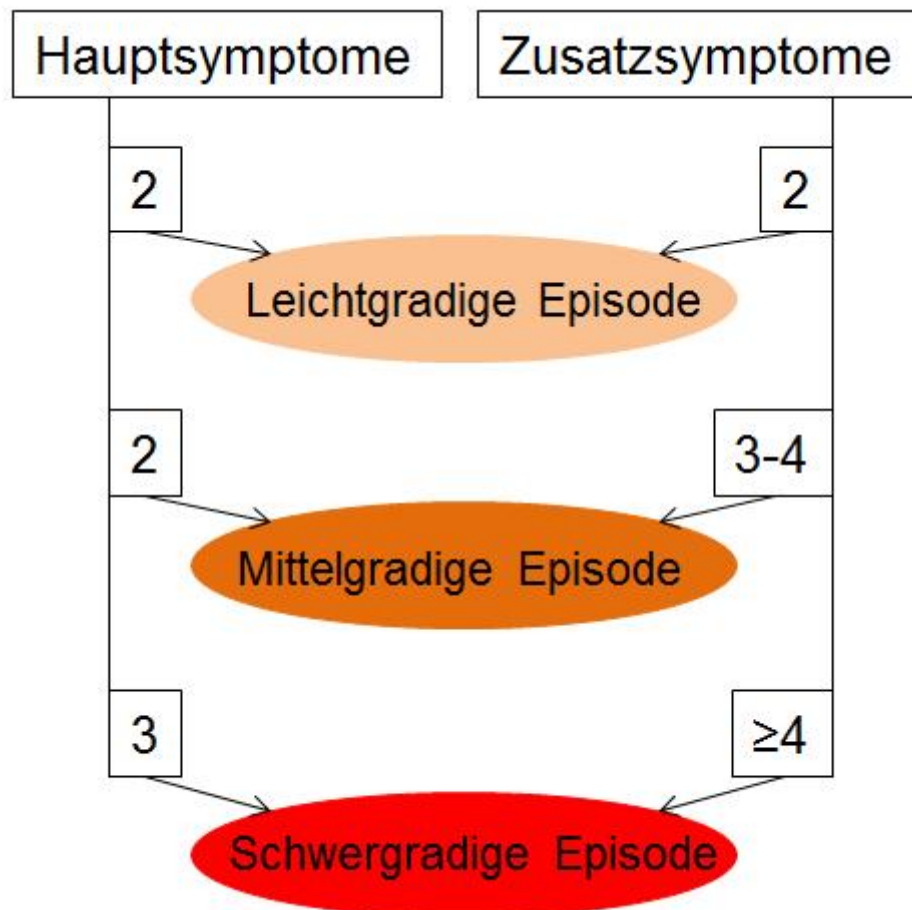 Hauptsymptome
Zusatzsymptome
2
2
Leichtgradige Episode
2
3-4
Mittelgradige Episode
3
≥4
Schwergradige Episode